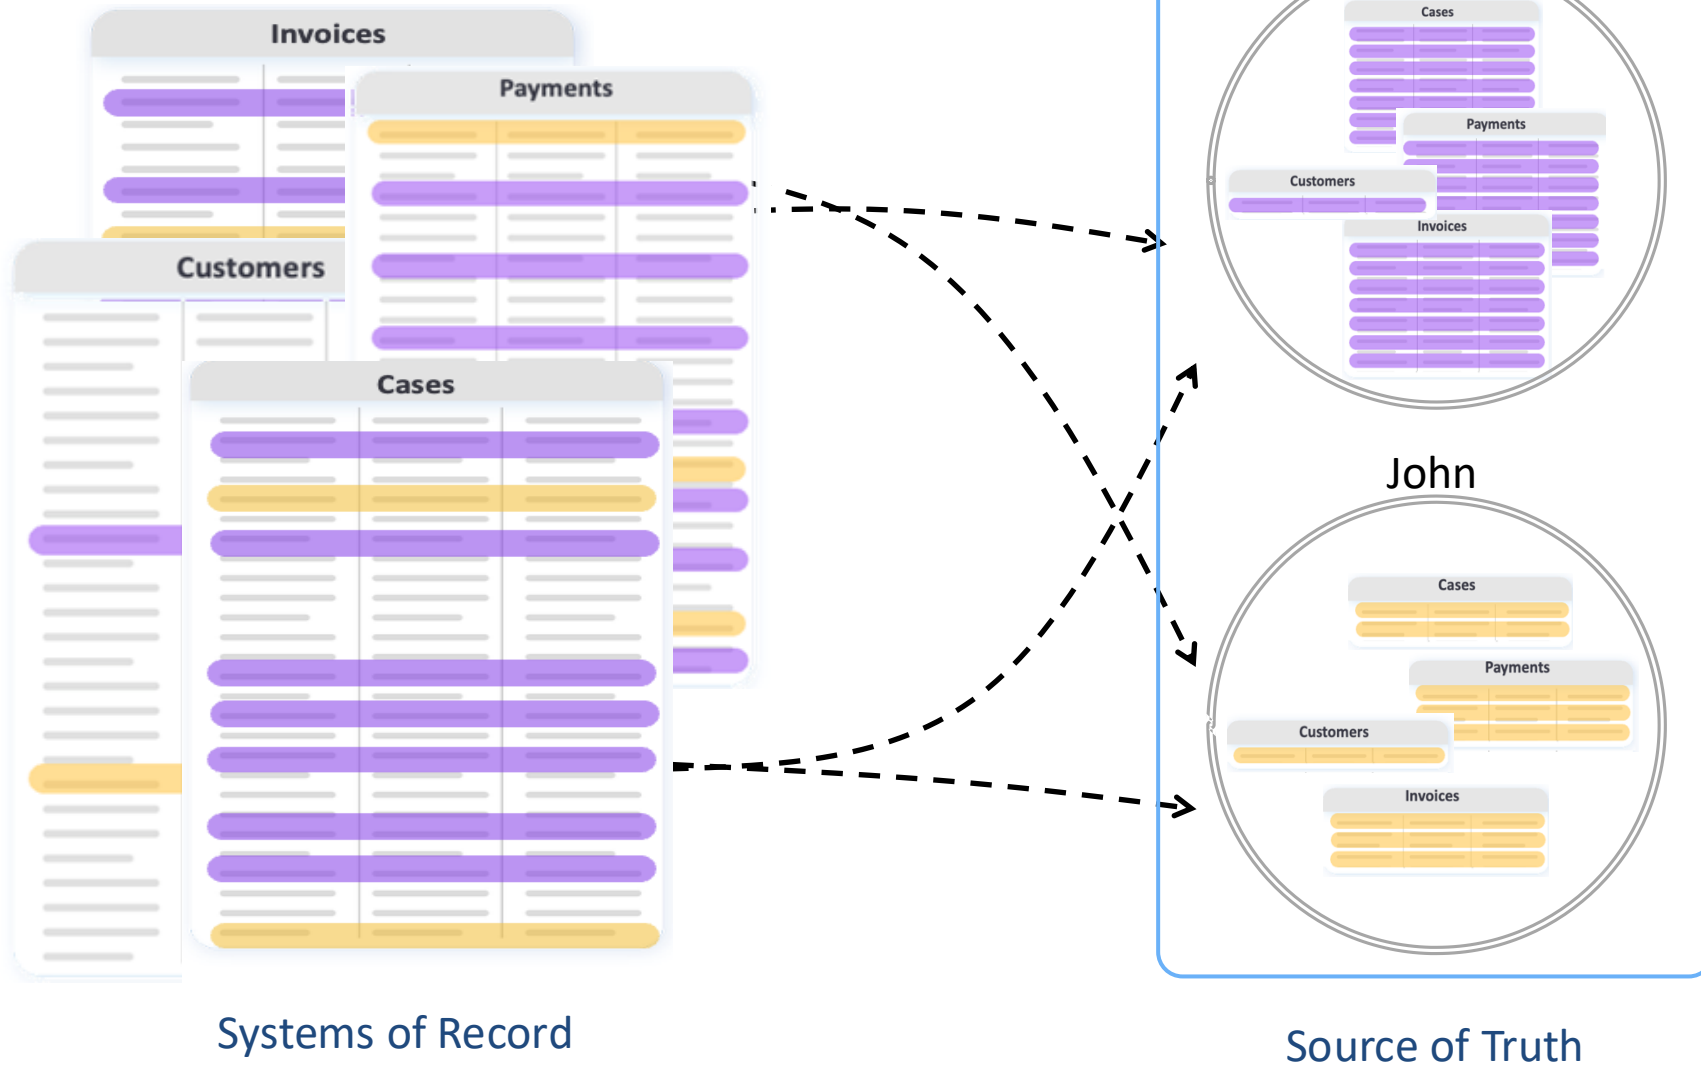 Invoices
Payments
Customers
Cases
Systems of Record
Cases
Payments
Customers
Invoices
John
Cases
Payments
Customers
Invoices
Source of Truth